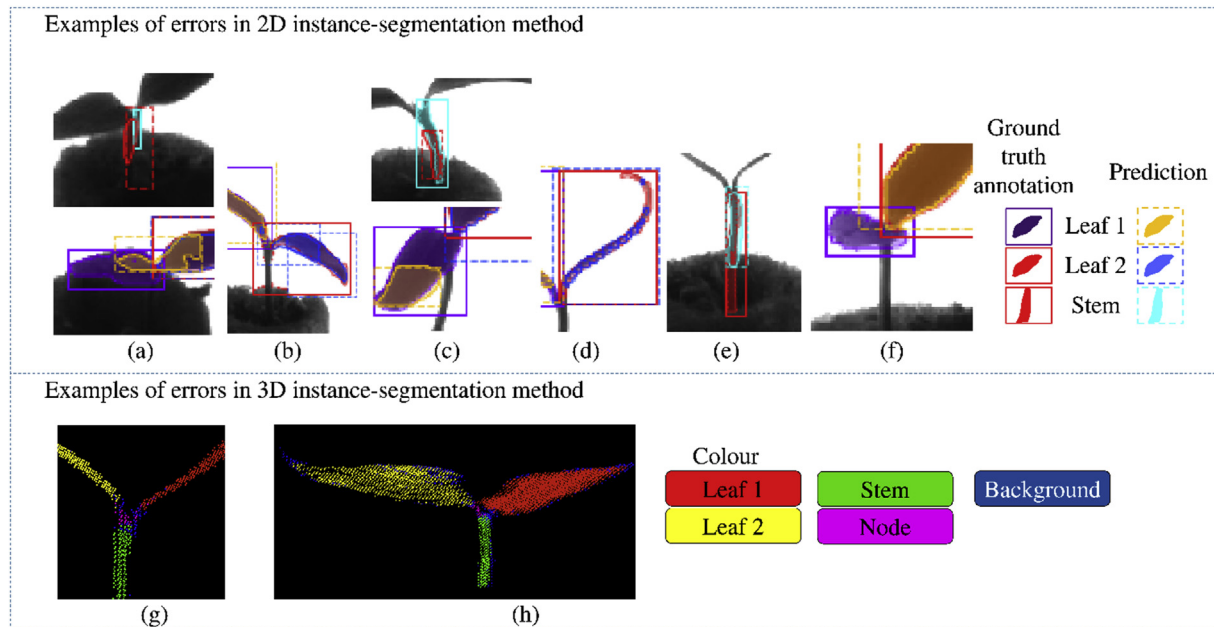 Examples of errors in 2D instance-segmentation method
Ground
truth
annotation
Prediction
Leaf 1
Leaf 2
Stem
(a)
(b)
(c)
(d)
(e)
(f)
Examples of errors in 3D instance-segmentation method
Colour
Leaf 1
Stem
Background
Leaf 2
Node
(g)
(h)